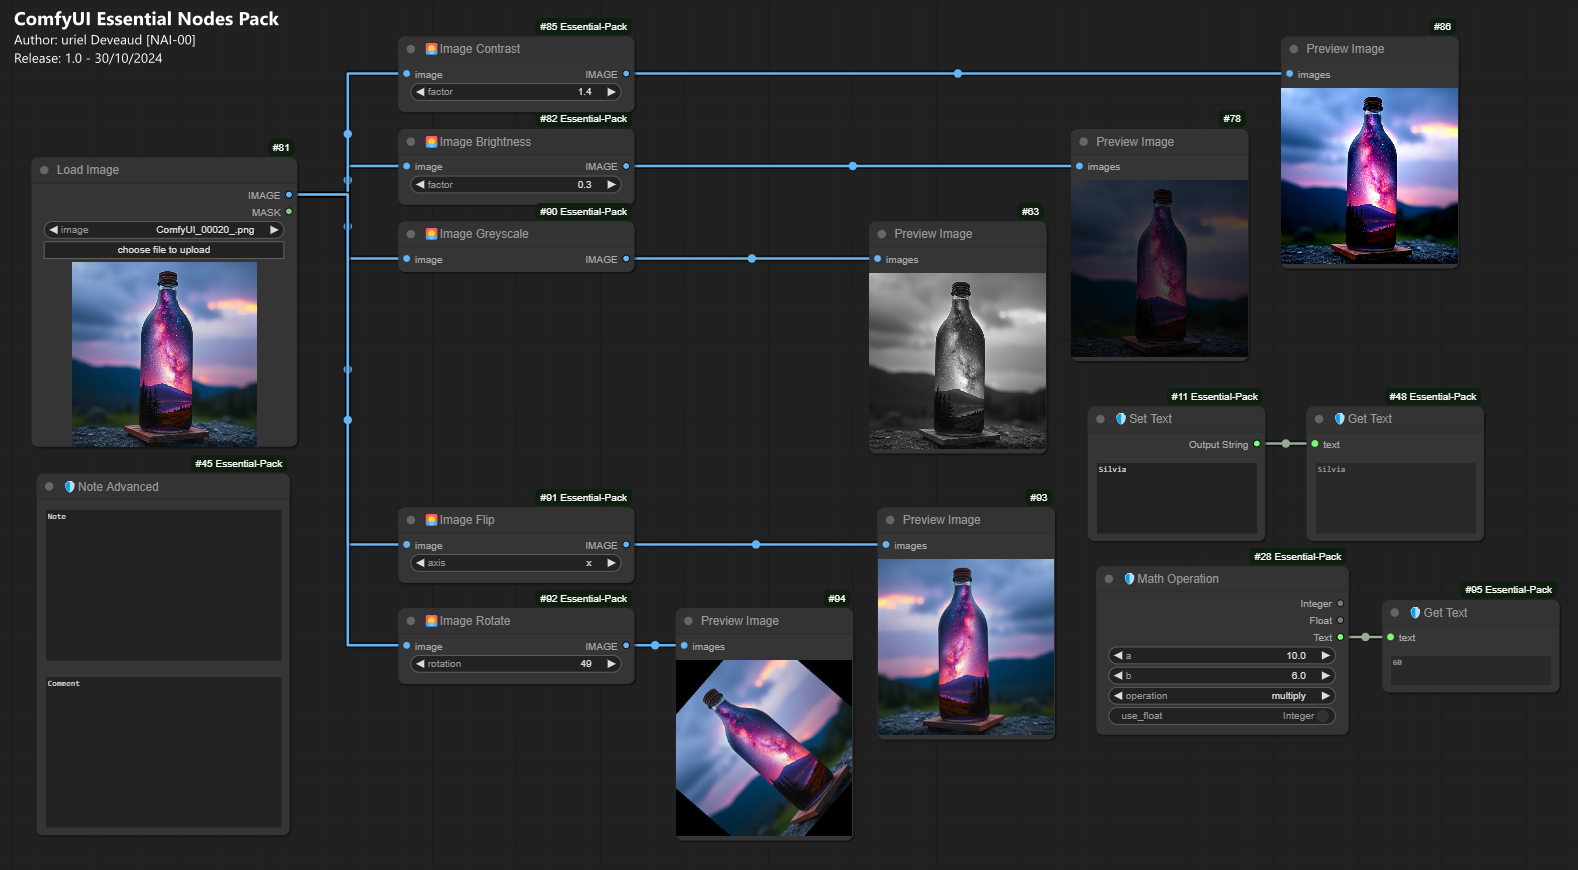 ComfyUI Essential Nodes Pack
Author: uriel Deveaud [NAI-00]
Release: 1.0 - 30/10/2024
#81
Load Image
IMAGE
MASK
image ComfyUI_00020_.png
choose file to upload
#45 Essential-Pack
Note Advanced
Note
Comment
#85 Essential-Pack
Image Contrast
image IMAGE
factor 1.4
#82 Essential-Pack
Image Brightness
image IMAGE
factor 0.3
#90 Essential-Pack
Image Greyscale
image IMAGE
#91 Essential-Pack
Image Flip
image IMAGE
axis x
#92 Essential-Pack
Image Rotate
image IMAGE
rotation 49
#94
Preview Image
images
#63
Preview Image
images
#93
Preview Image
images
#78
Preview Image
images
#86
Preview Image
images
#11 Essential-Pack
Set Text
Output String
Silvia
#48 Essential-Pack
Get Text
text
Silvia
#28 Essential-Pack
Math Operation
Integer
Float
Text
a 10.0
b 6.0
operation multiply
use_float Integer
#95 Essential-Pack
Get Text
text
60